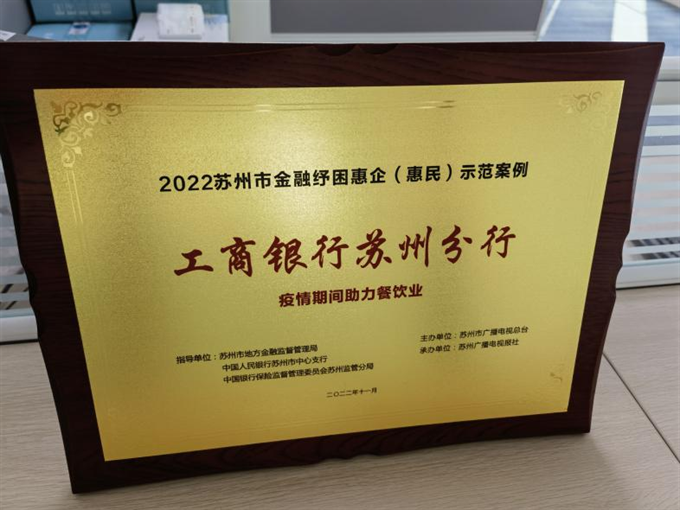 2022苏州市金融纾困惠企（惠民）示范案例
工商银行苏州分行
疫情期间助力餐饮业
指导单位：苏州市地方金融监督管理局
中国人民银行苏州市中心支行
中国银行保险监督管理委员会苏州监管分局
主办单位：苏州市广播电视总台
承办单位：苏州广播电视报社
二〇二二年十一月